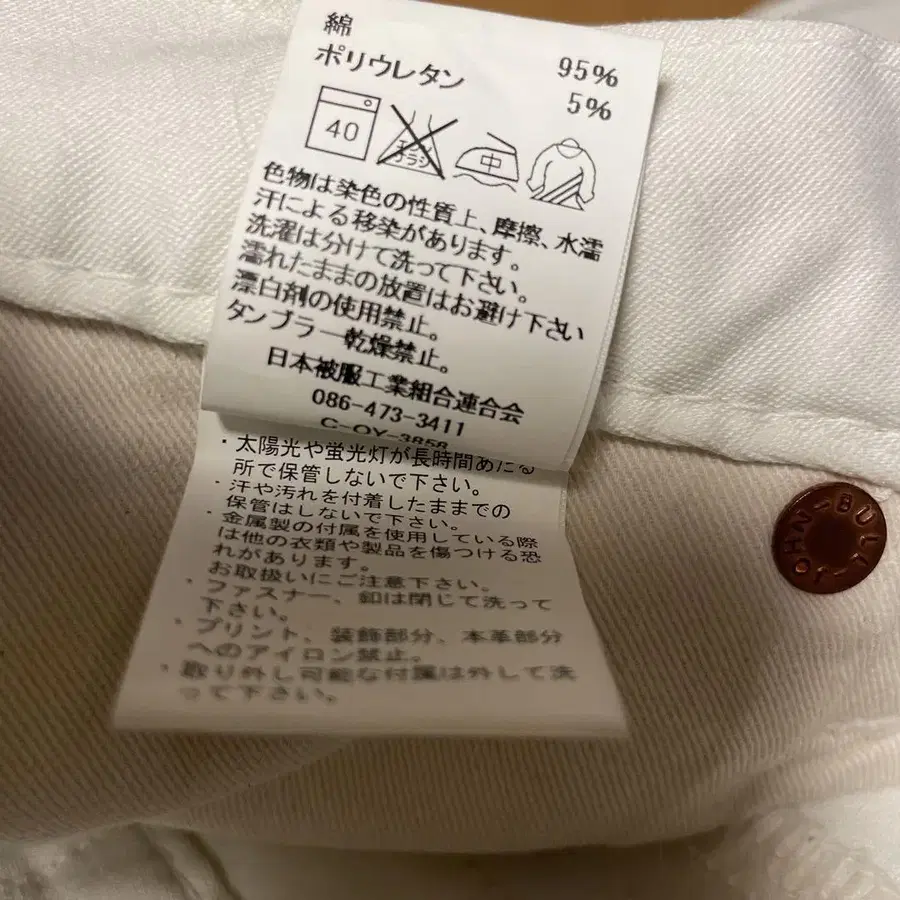 綿 95%
ポリウレタン 5%
40
エンソ
サラシ
中
色物は染色の性質上、摩擦、水濡
汗による移染があります。
洗濯は分けて洗って下さい。
濡れたままの放置はお避け下さい
漂白剤の使用禁止。
タンブラー乾燥禁止。
日本被服工業組合連合会
086-473-3411
C-OY-3858
・太陽光や蛍光灯が長時間あたる
所で保管しないで下さい。
・汗や汚れを付着したままでの
保管はしないで下さい。
・金属製の付属を使用している際
は他の衣類や製品を傷つける恐
れがあります。
お取扱いにご注意下さい。
・ファスナー、釦は閉じて洗って
下さい。
・プリント、装飾部分、本革部分
へのアイロン禁止。
・取り外し可能な付属は外して洗
って下さい。
JOHN-BULL